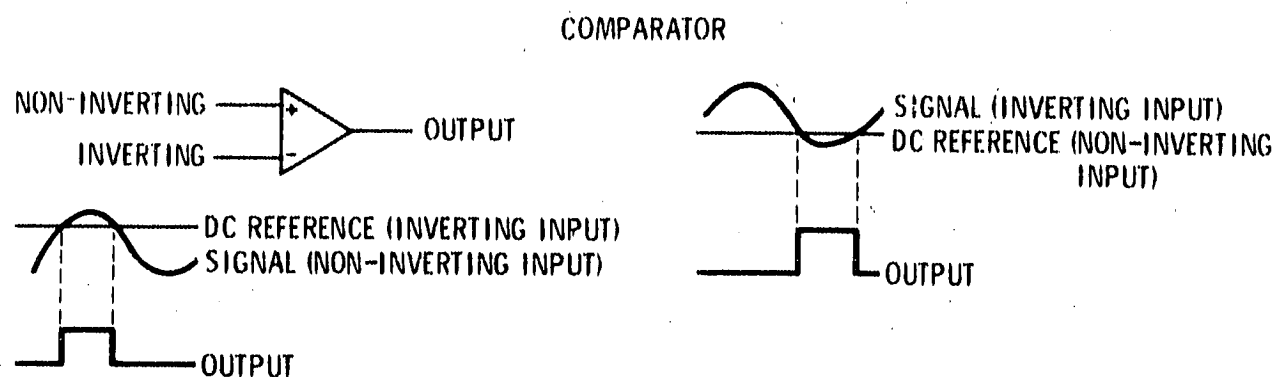 COMPARATOR
NON-INVERTING
+
OUTPUT
INVERTING
-
DC REFERENCE (INVERTING INPUT)
SIGNAL (NON-INVERTING INPUT)
OUTPUT
SIGNAL (INVERTING INPUT)
DC REFERENCE (NON-INVERTING
INPUT)
OUTPUT